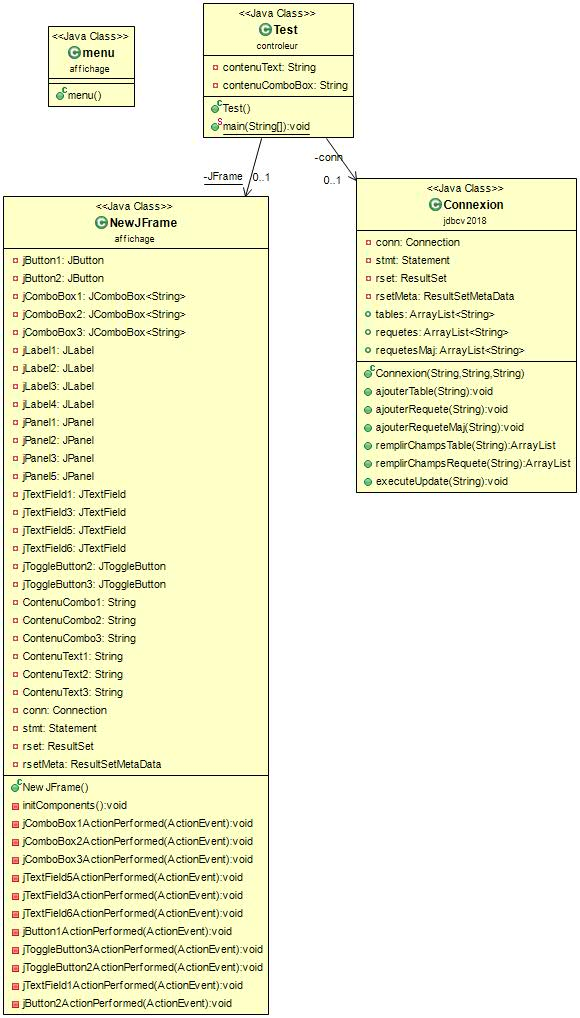 <<Java Class>>
menu
affichage
menu()
<<Java Class>>
Test
controleur
contenuText: String
contenuComboBox: String
Test()
main(String[]):void
-JFrame
0..1
-conn
0..1
<<Java Class>>
NewJFrame
affichage
jButton1: JButton
jButton2: JButton
jComboBox1: JComboBox<String>
jComboBox2: JComboBox<String>
jComboBox3: JComboBox<String>
jLabel1: JLabel
jLabel2: JLabel
jLabel3: JLabel
jLabel4: JLabel
jPanel1: JPanel
jPanel2: JPanel
jPanel3: JPanel
jPanel5: JPanel
jTextField1: JTextField
jTextField3: JTextField
jTextField5: JTextField
jTextField6: JTextField
jToggleButton2: JToggleButton
jToggleButton3: JToggleButton
ContenuCombo1: String
ContenuCombo2: String
ContenuCombo3: String
ContenuText1: String
ContenuText2: String
ContenuText3: String
conn: Connection
stmt: Statement
rset: ResultSet
rsetMeta: ResultSetMetaData
NewJFrame()
initComponents():void
jComboBox1ActionPerformed(ActionEvent):void
jComboBox2ActionPerformed(ActionEvent):void
jComboBox3ActionPerformed(ActionEvent):void
jTextField5ActionPerformed(ActionEvent):void
jTextField3ActionPerformed(ActionEvent):void
jTextField6ActionPerformed(ActionEvent):void
jButton1ActionPerformed(ActionEvent):void
jToggleButton3ActionPerformed(ActionEvent):void
jToggleButton2ActionPerformed(ActionEvent):void
jTextField1ActionPerformed(ActionEvent):void
jButton2ActionPerformed(ActionEvent):void
<<Java Class>>
Connexion
jdbcv2018
conn: Connection
stmt: Statement
rset: ResultSet
rsetMeta: ResultSetMetaData
tables: ArrayList<String>
requetes: ArrayList<String>
requetesMaj: ArrayList<String>
Connexion(String,String,String)
ajouterTable(String):void
ajouterRequete(String):void
ajouterRequeteMaj(String):void
remplirChampsTable(String):ArrayList
remplirChampsRequete(String):ArrayList
executeUpdate(String):void